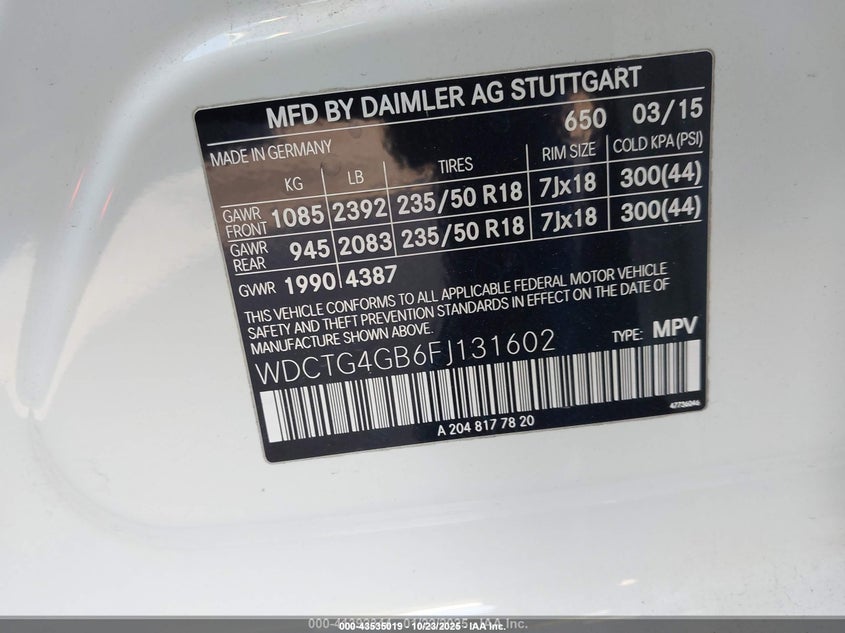 MFD BY DAIMLER AG STUTTGART
650 03/15
MADE IN GERMANY
KG LB TIRES RIM SIZE COLD KPA (PSI)
GAWR FRONT 1085 2392 235/50 R18 7Jx18 300(44)
GAWR REAR 945 2083 235/50 R18 7Jx18 300(44)
GVWR 1990 4387
THIS VEHICLE CONFORMS TO ALL APPLICABLE FEDERAL MOTOR VEHICLE
SAFETY AND THEFT PREVENTION STANDARDS IN EFFECT ON THE DATE OF
MANUFACTURE SHOWN ABOVE.
TYPE: MPV
WDCTG4GB6FJ131602
A 204 817 78 20
000-43535019 - 10/23/2025 - IAA, Inc.